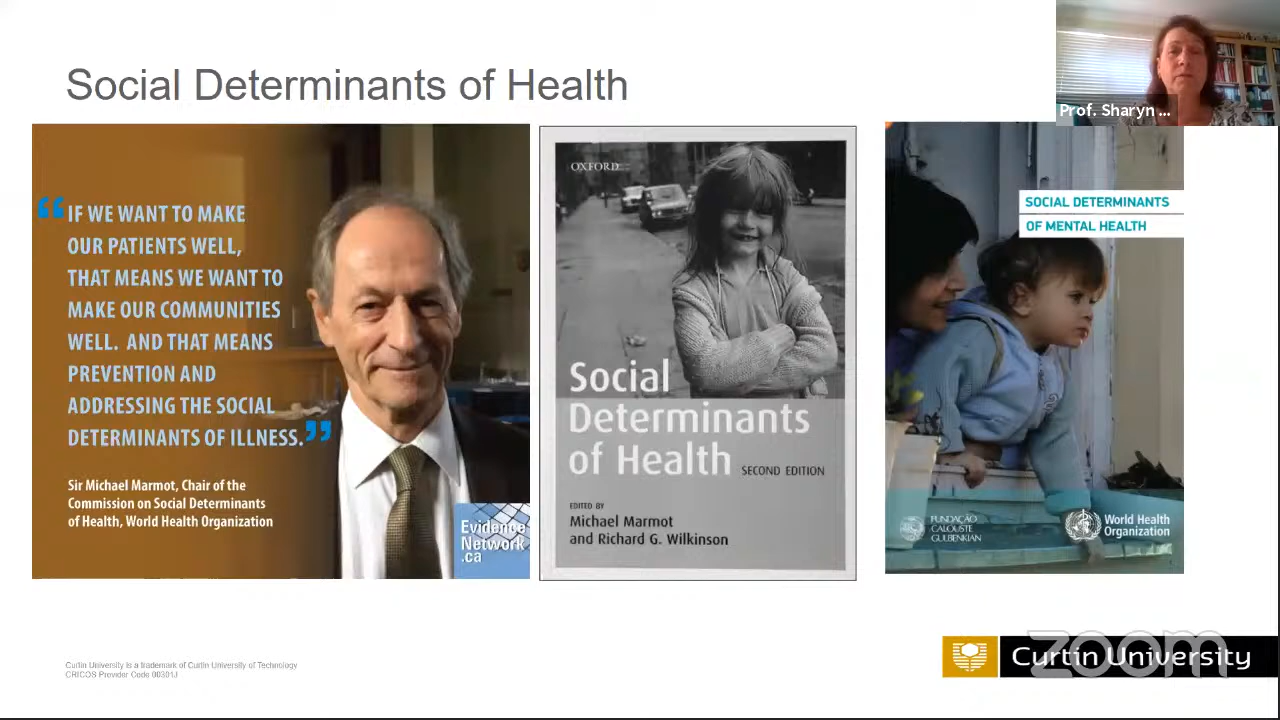 Prof. Sharyn ...
Social Determinants of Health
“IF WE WANT TO MAKE
OUR PATIENTS WELL,
THAT MEANS WE WANT TO
MAKE OUR COMMUNITIES
WELL. AND THAT MEANS
PREVENTION AND
ADDRESSING THE SOCIAL
DETERMINANTS OF ILLNESS.”
Sir Michael Marmot, Chair of the
Commission on Social Determinants
of Health, World Health Organization
Evidence
Network
.ca
OXFORD
Social
Determinants
of Health SECOND EDITION
EDITED BY
Michael Marmot
and Richard G. Wilkinson
SOCIAL DETERMINANTS
OF MENTAL HEALTH
FUNDAÇÃO
CALOUSTE
GULBENKIAN
World Health
Organization
Curtin University is a trademark of Curtin University of Technology
CRICOS Provider Code 00301J
zoom
Curtin University